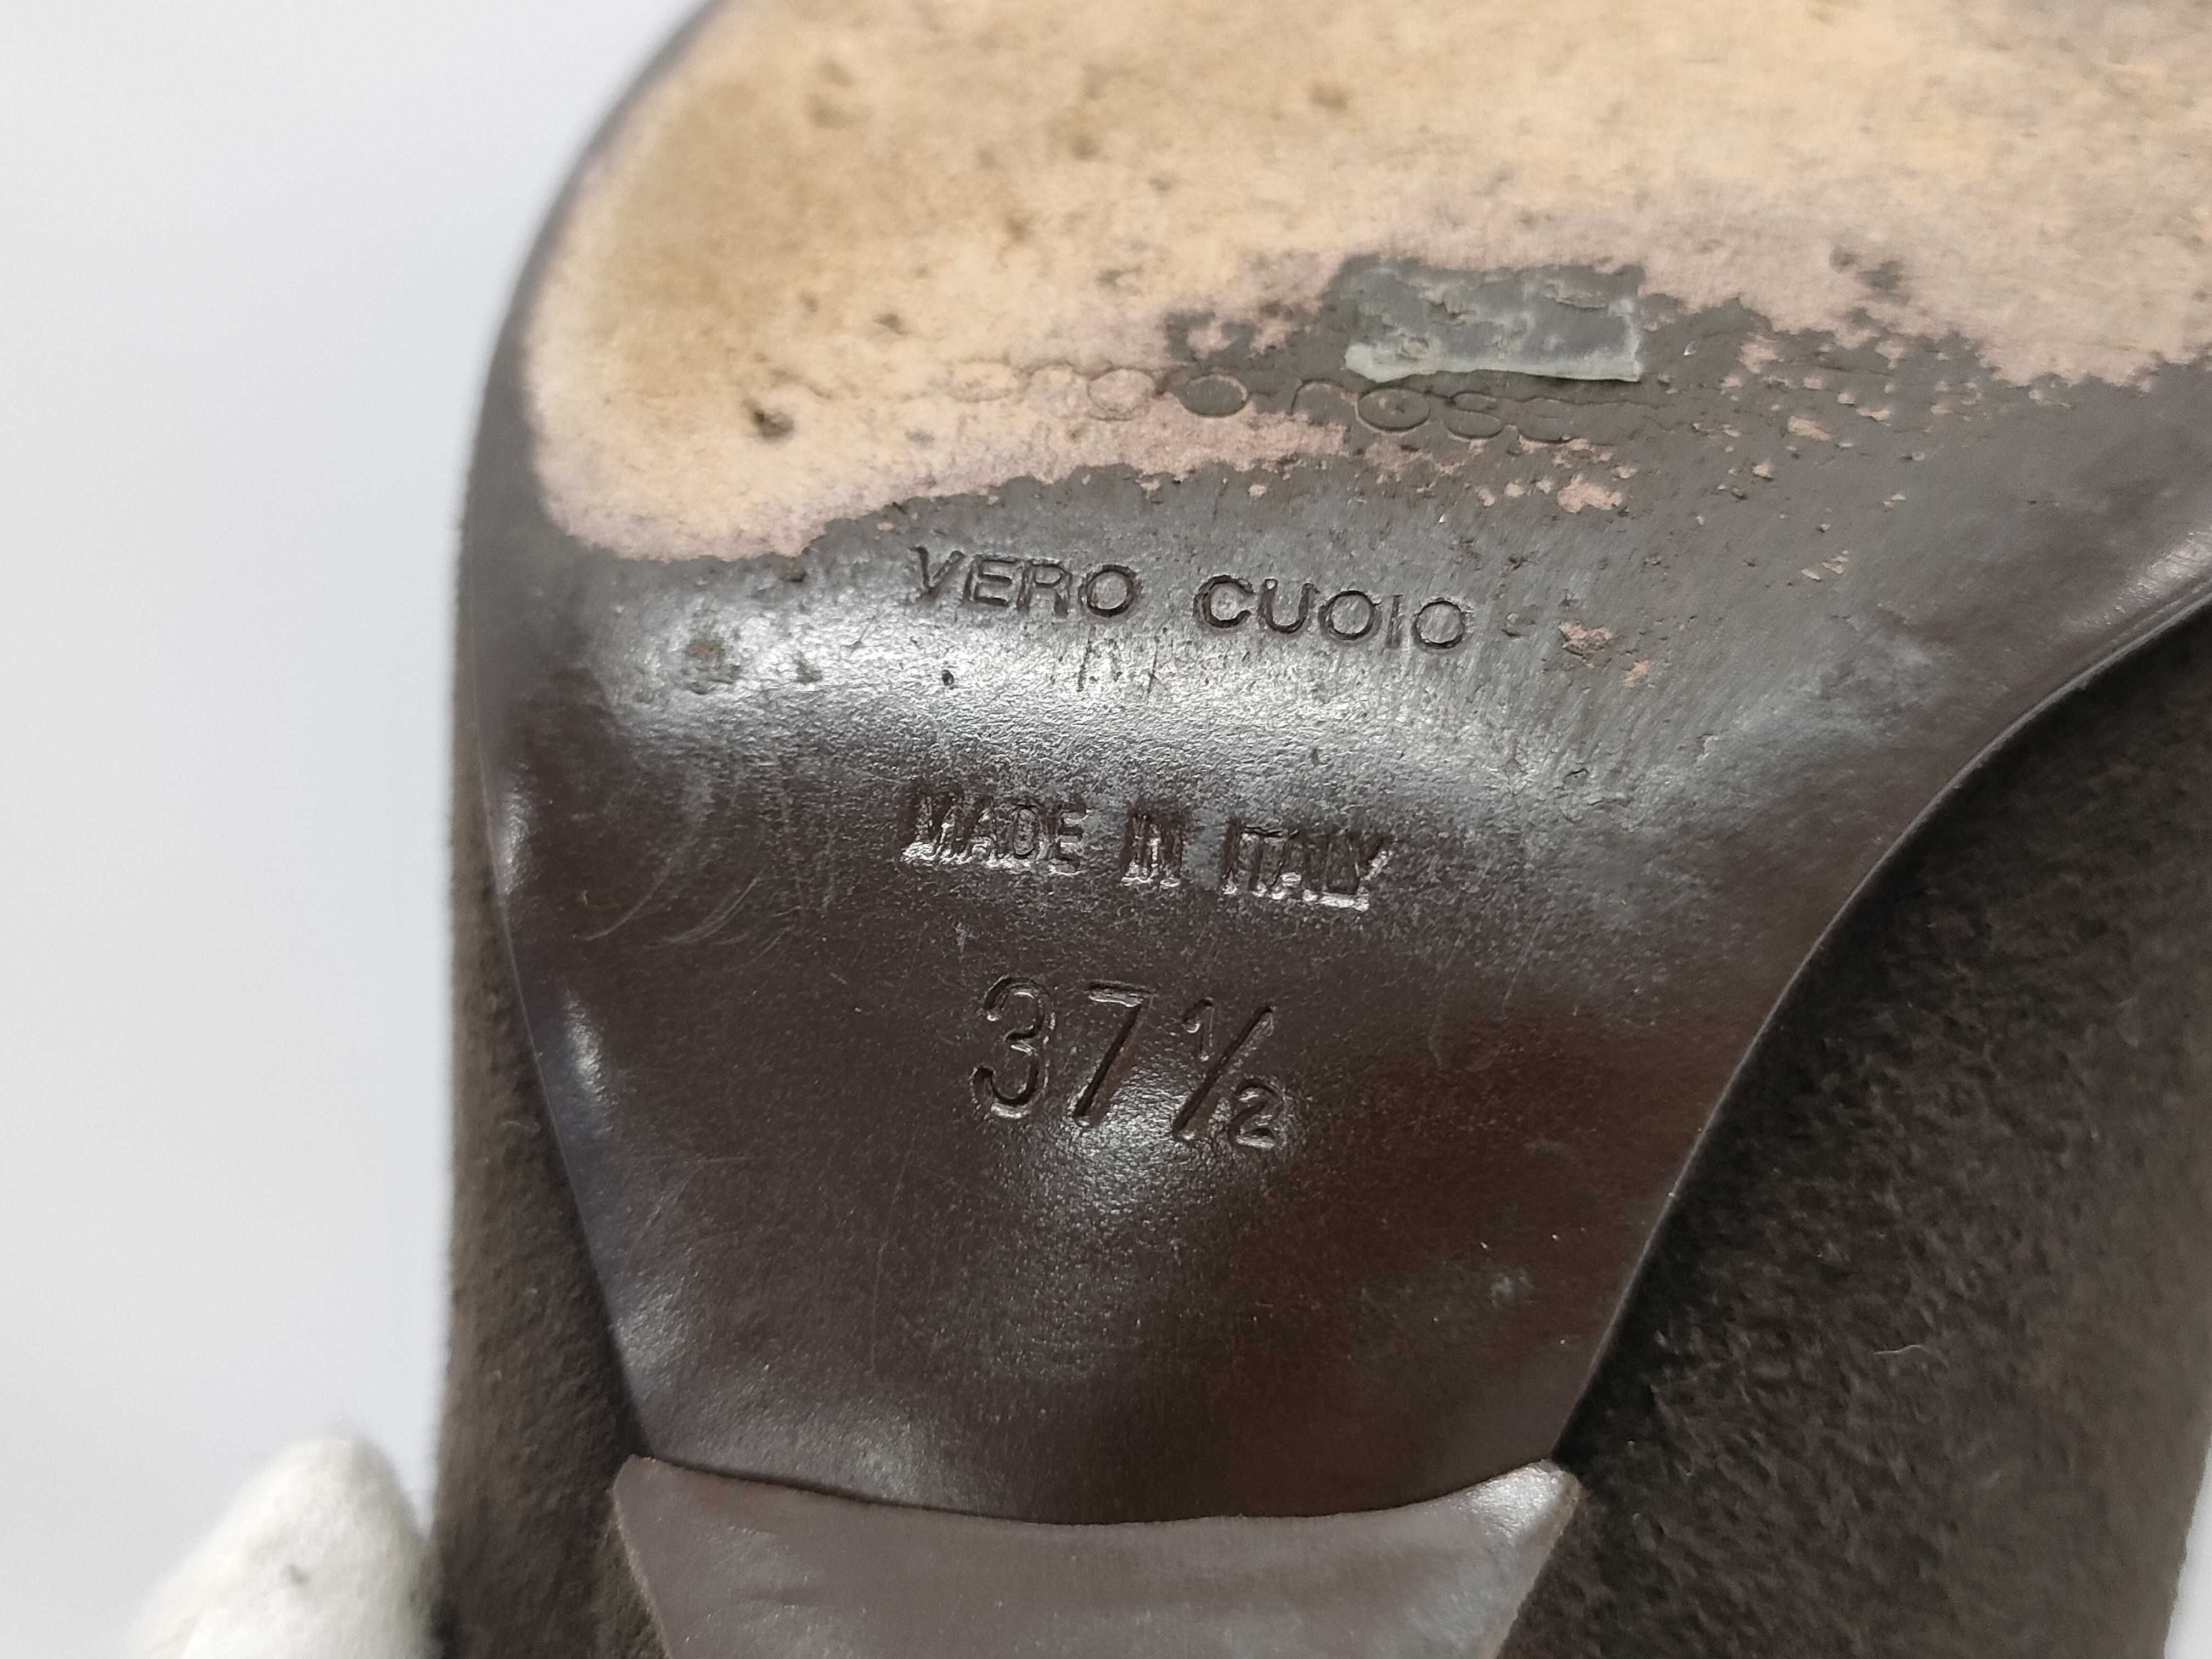 VERO CUOIO
MADE IN ITALY
37½